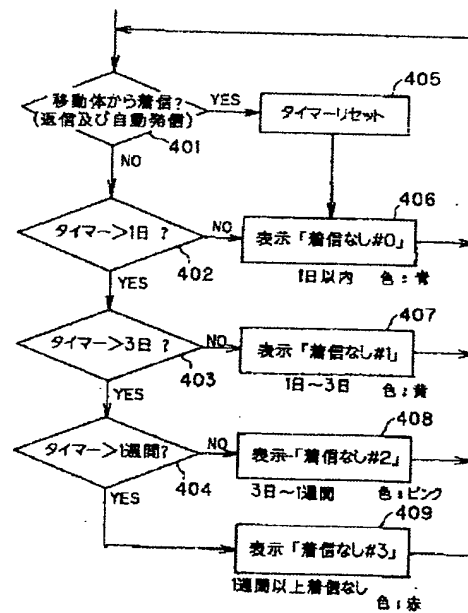 移動体から着信?
(返信及び自動発信)
401
YES
405
タイマーリセット
NO
タイマー>1日 ?
402
NO
406
表示「着信なし#0」
1日以内 色:青
YES
タイマー>3日 ?
403
NO
407
表示「着信なし#1」
1日~3日 色:黄
YES
タイマー>1週間?
404
NO
408
表示「着信なし#2」
3日~1週間 色:ピンク
YES
409
表示「着信なし#3」
1週間以上着信なし
色:赤